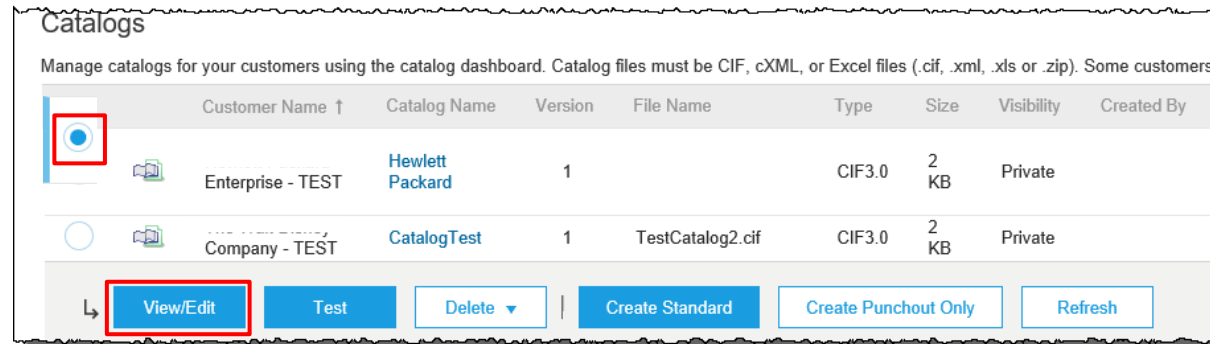 Catalogs
Manage catalogs for your customers using the catalog dashboard. Catalog files must be CIF, cXML, or Excel files (.cif, .xml, .xls or .zip). Some customers
Customer Name ↑ Catalog Name Version File Name Type Size Visibility Created By
Enterprise - TEST Hewlett Packard 1 CIF3.0 2 KB Private
Company - TEST CatalogTest 1 TestCatalog2.cif CIF3.0 2 KB Private
View/Edit Test Delete ▼ | Create Standard Create Punchout Only Refresh